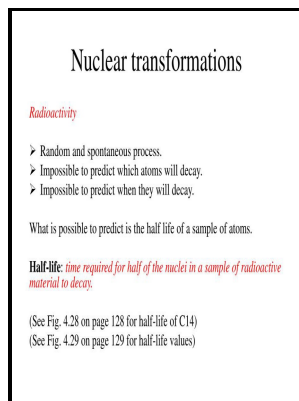 Nuclear transformations
Radioactivity
➢ Random and spontaneous process.
➢ Impossible to predict which atoms will decay.
➢ Impossible to predict when they will decay.
What is possible to predict is the half life of a sample of atoms.
Half-life: time required for half of the nuclei in a sample of radioactive
material to decay.
(See Fig. 4.28 on page 128 for half-life of C14)
(See Fig. 4.29 on page 129 for half-life values)